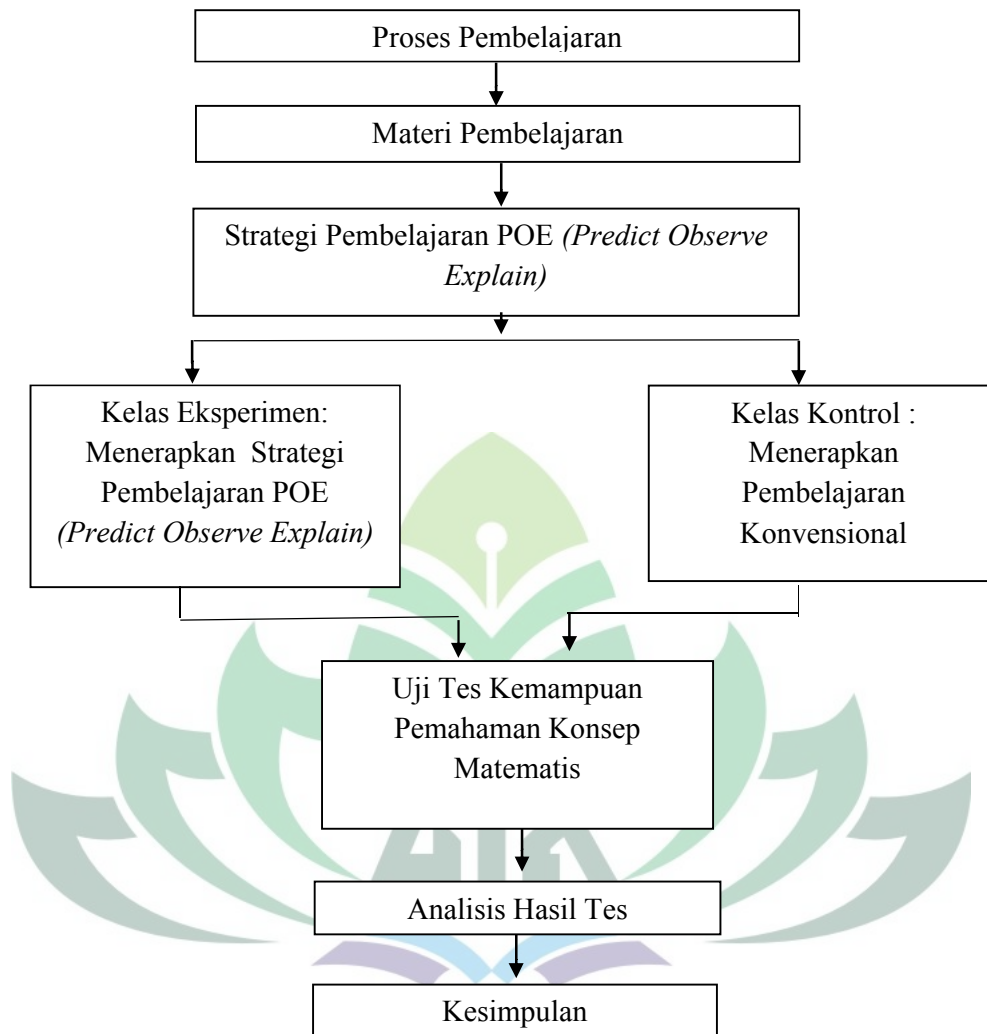 Proses Pembelajaran
Materi Pembelajaran
Strategi Pembelajaran POE (Predict Observe
Explain)
Kelas Eksperimen:
Menerapkan Strategi
Pembelajaran POE
(Predict Observe Explain)
Kelas Kontrol :
Menerapkan
Pembelajaran
Konvensional
Uji Tes Kemampuan
Pemahaman Konsep
Matematis
Analisis Hasil Tes
Kesimpulan